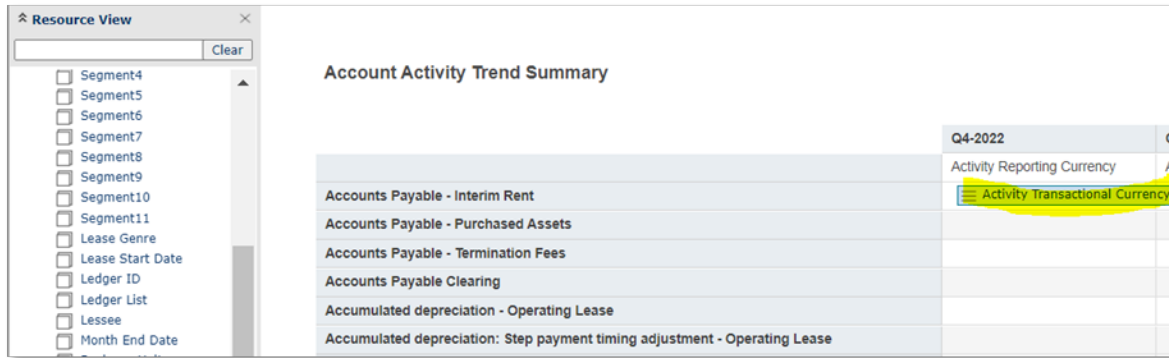 Resource View
Clear
Segment4
Segment5
Segment6
Segment7
Segment8
Segment9
Segment10
Segment11
Lease Genre
Lease Start Date
Ledger ID
Ledger List
Lessee
Month End Date
Account Activity Trend Summary
Q4-2022
Activity Reporting Currency
Accounts Payable - Interim Rent
Activity Transactional Currency
Accounts Payable - Purchased Assets
Accounts Payable - Termination Fees
Accounts Payable Clearing
Accumulated depreciation - Operating Lease
Accumulated depreciation: Step payment timing adjustment - Operating Lease